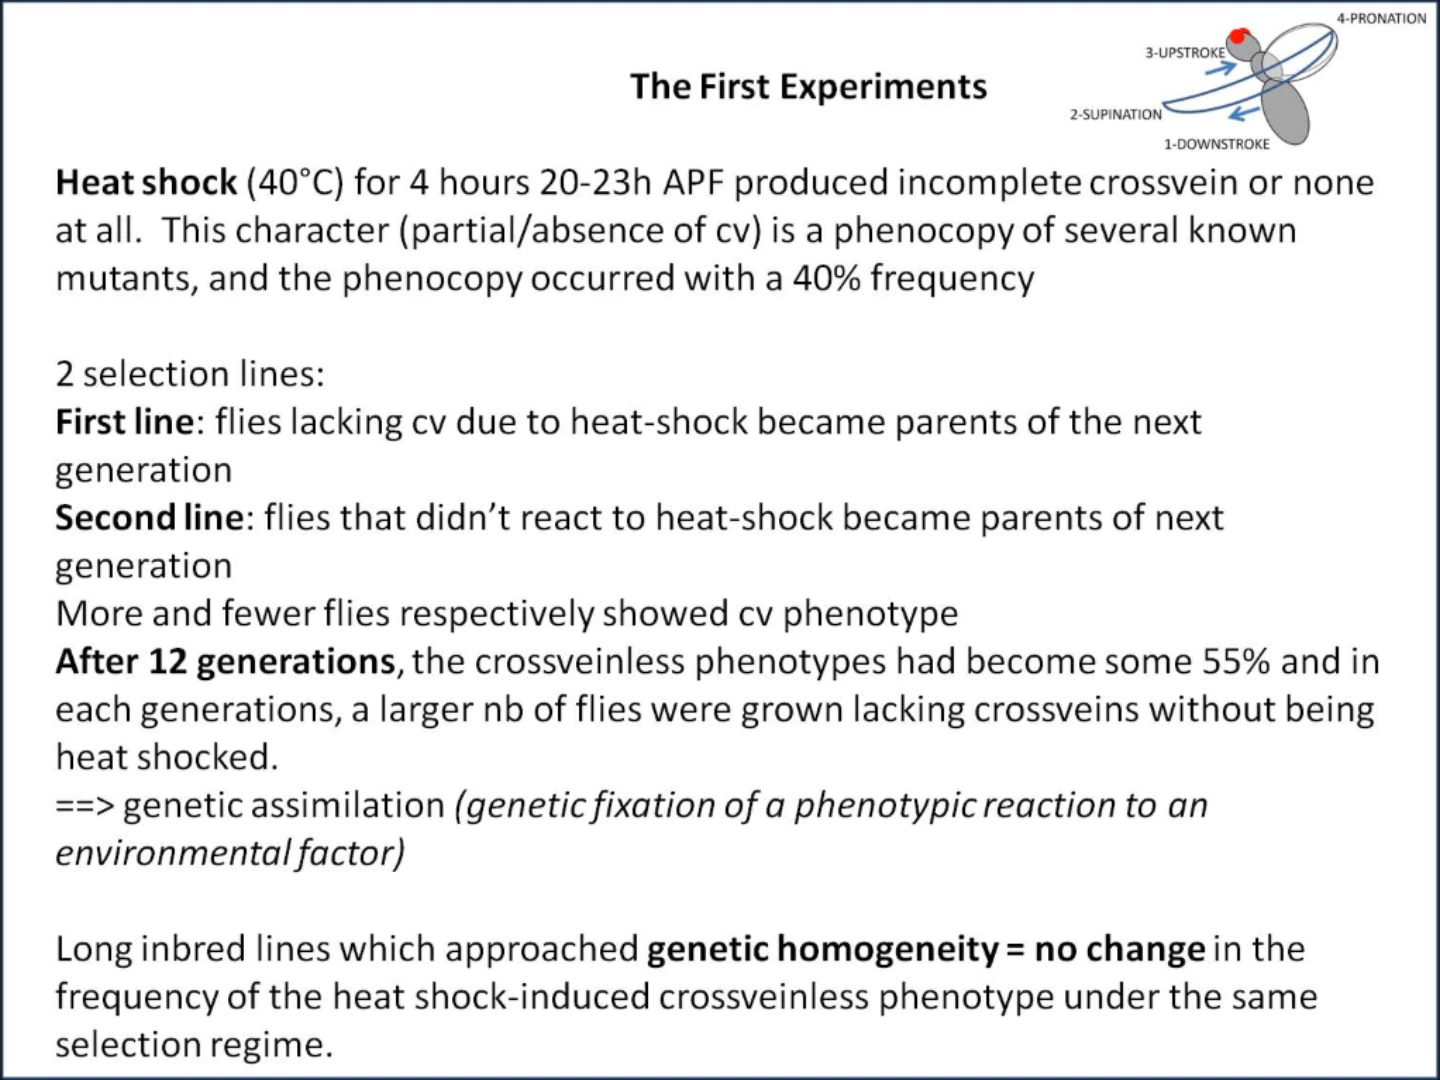 4-PRONATION
3-UPSTROKE
The First Experiments
2-SUPINATION
1-DOWNSTROKE
Heat shock (40°C) for 4 hours 20-23h APF produced incomplete crossvein or none
at all.  This character (partial/absence of cv) is a phenocopy of several known
mutants, and the phenocopy occurred with a 40% frequency
2 selection lines:
First line: flies lacking cv due to heat-shock became parents of the next
generation
Second line: flies that didn’t react to heat-shock became parents of next
generation
More and fewer flies respectively showed cv phenotype
After 12 generations, the crossveinless phenotypes had become some 55% and in
each generations, a larger nb of flies were grown lacking crossveins without being
heat shocked.
==> genetic assimilation (genetic fixation of a phenotypic reaction to an
environmental factor)
Long inbred lines which approached genetic homogeneity = no change in the
frequency of the heat shock-induced crossveinless phenotype under the same
selection regime.